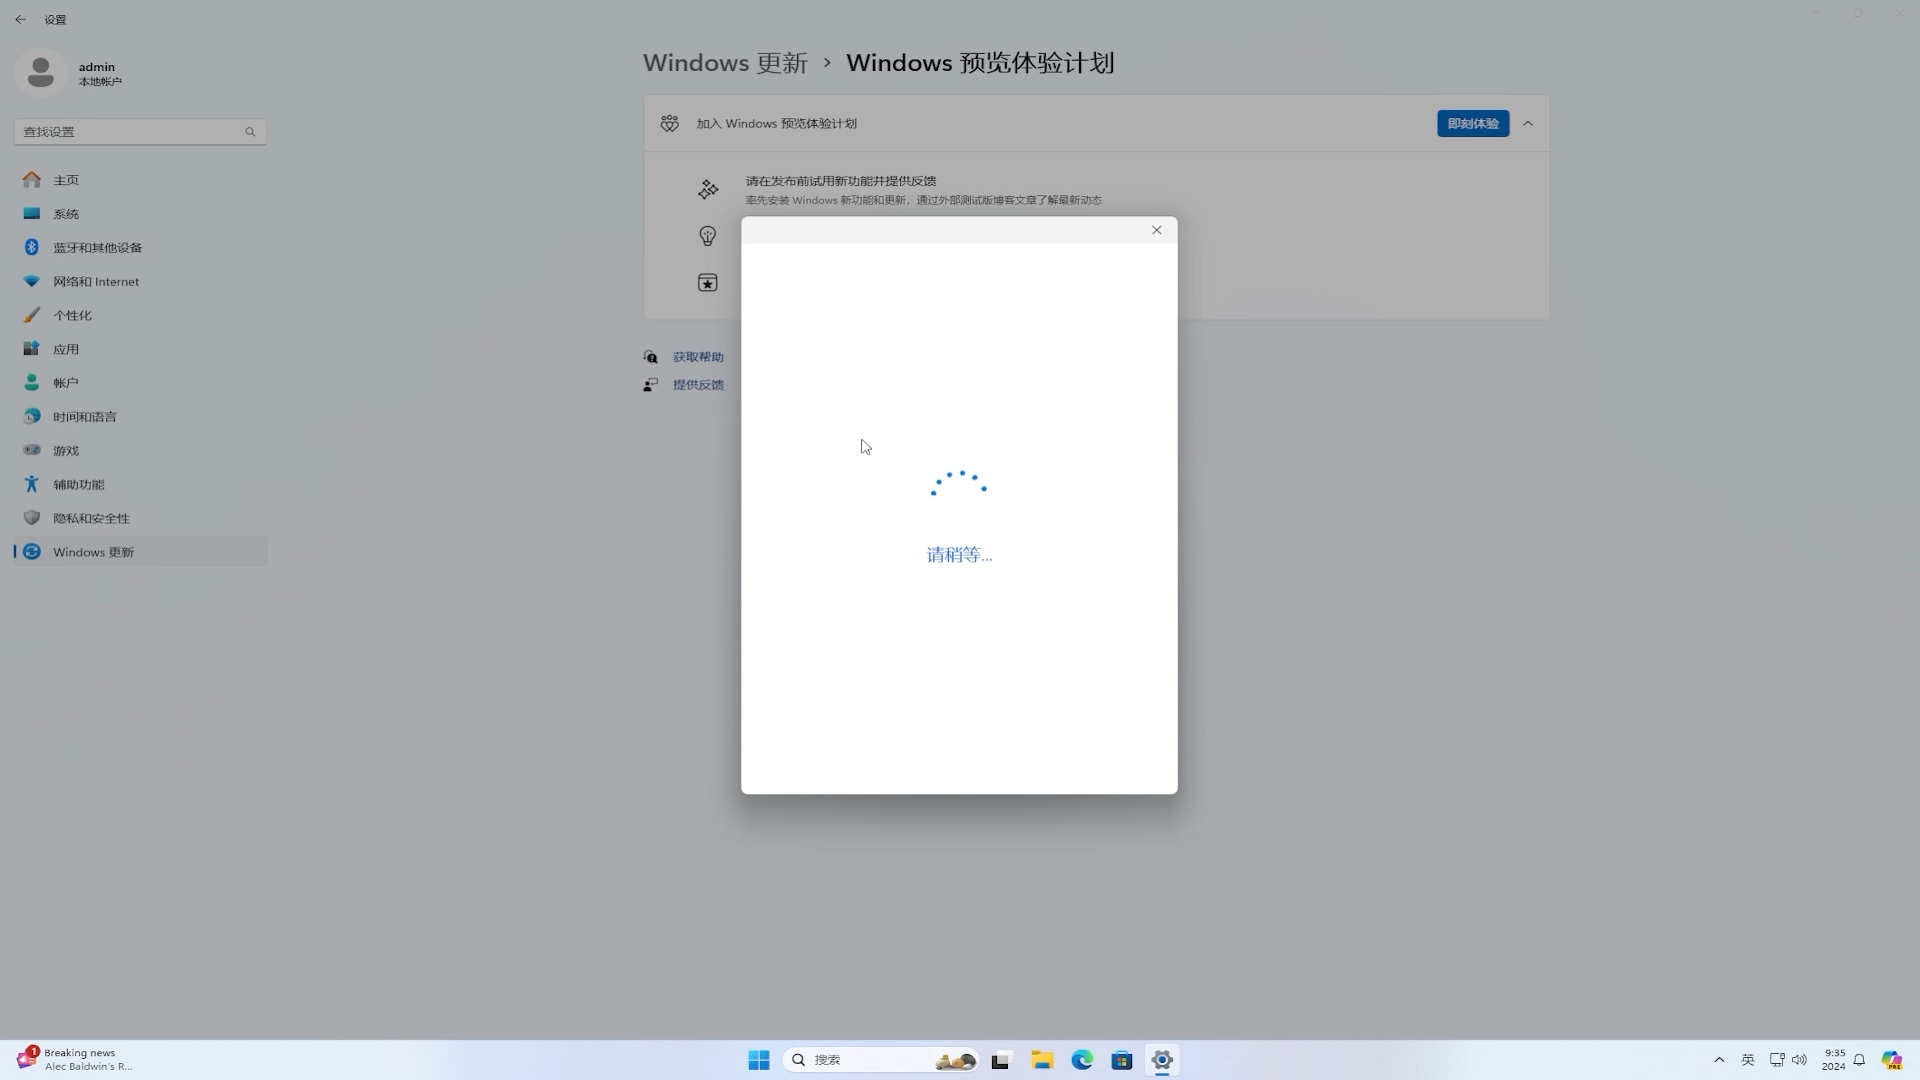 设置
admin
本地帐户
查找设置
主页
系统
蓝牙和其他设备
网络和 Internet
个性化
应用
帐户
时间和语言
游戏
辅助功能
隐私和安全性
Windows 更新
Windows 更新 › Windows 预览体验计划
加入 Windows 预览体验计划
即刻体验
请在发布前试用新功能并提供反馈
率先安装 Windows 新功能和更新，通过外部测试版博客文章了解最新动态
获取帮助
提供反馈
请稍等...
1
Breaking news
Alec Baldwin's R...
搜索
英
9:35
2024
PRE